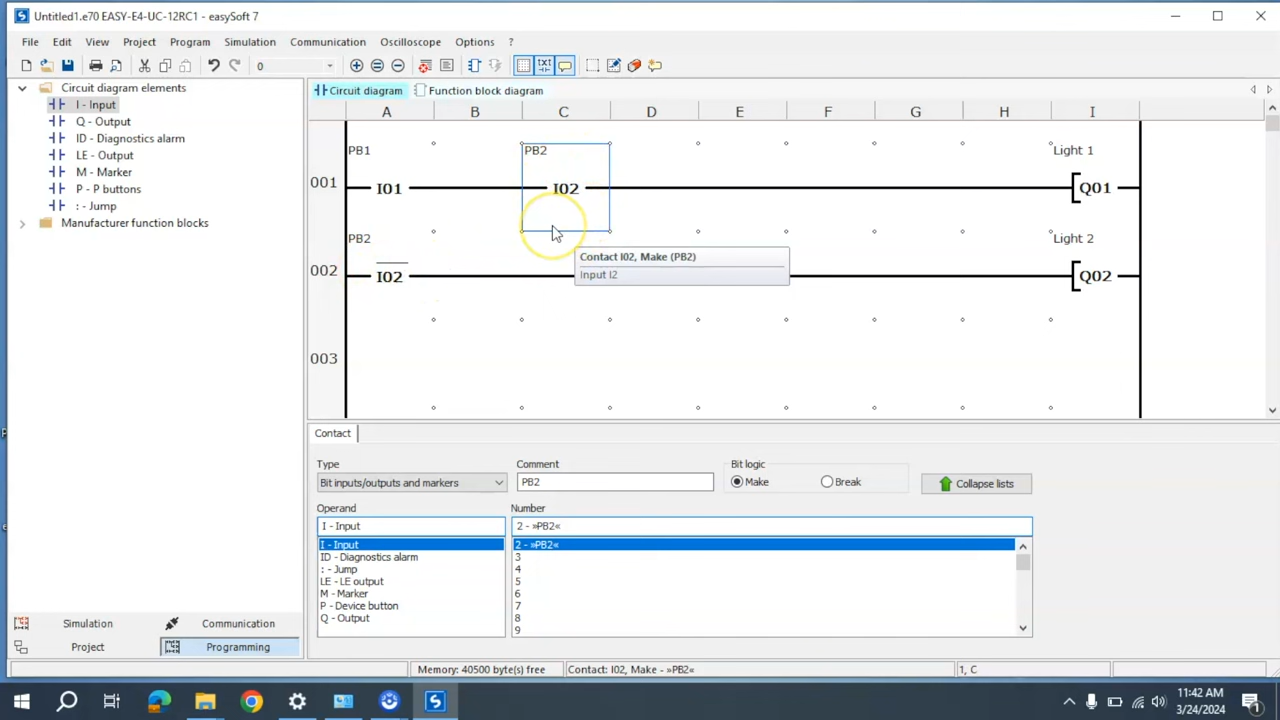 Untitled1.e70 EASY-E4-UC-12RC1 - easySoft 7
File Edit View Project Program Simulation Communication Oscilloscope Options ?
0
Circuit diagram elements
I - Input
Q - Output
ID - Diagnostics alarm
LE - Output
M - Marker
P - P buttons
: - Jump
Manufacturer function blocks
Circuit diagram Function block diagram
A B C D E F G H I
PB1 PB2 Light 1
001 I01 I02 Q01
PB2 Light 2
002 I02 Q02
Contact I02, Make (PB2)
Input I2
003
Contact
Type Comment Bit logic
Bit inputs/outputs and markers PB2 Make Break Collapse lists
Operand Number
I - Input 2 - »PB2«
I - Input 2 - »PB2«
ID - Diagnostics alarm 3
: - Jump 4
LE - LE output 5
M - Marker 6
P - Device button 7
Q - Output 8
9
Simulation Communication
Project Programming
Memory: 40500 byte(s) free Contact: I02, Make - »PB2« 1, C
11:42 AM
3/24/2024
1